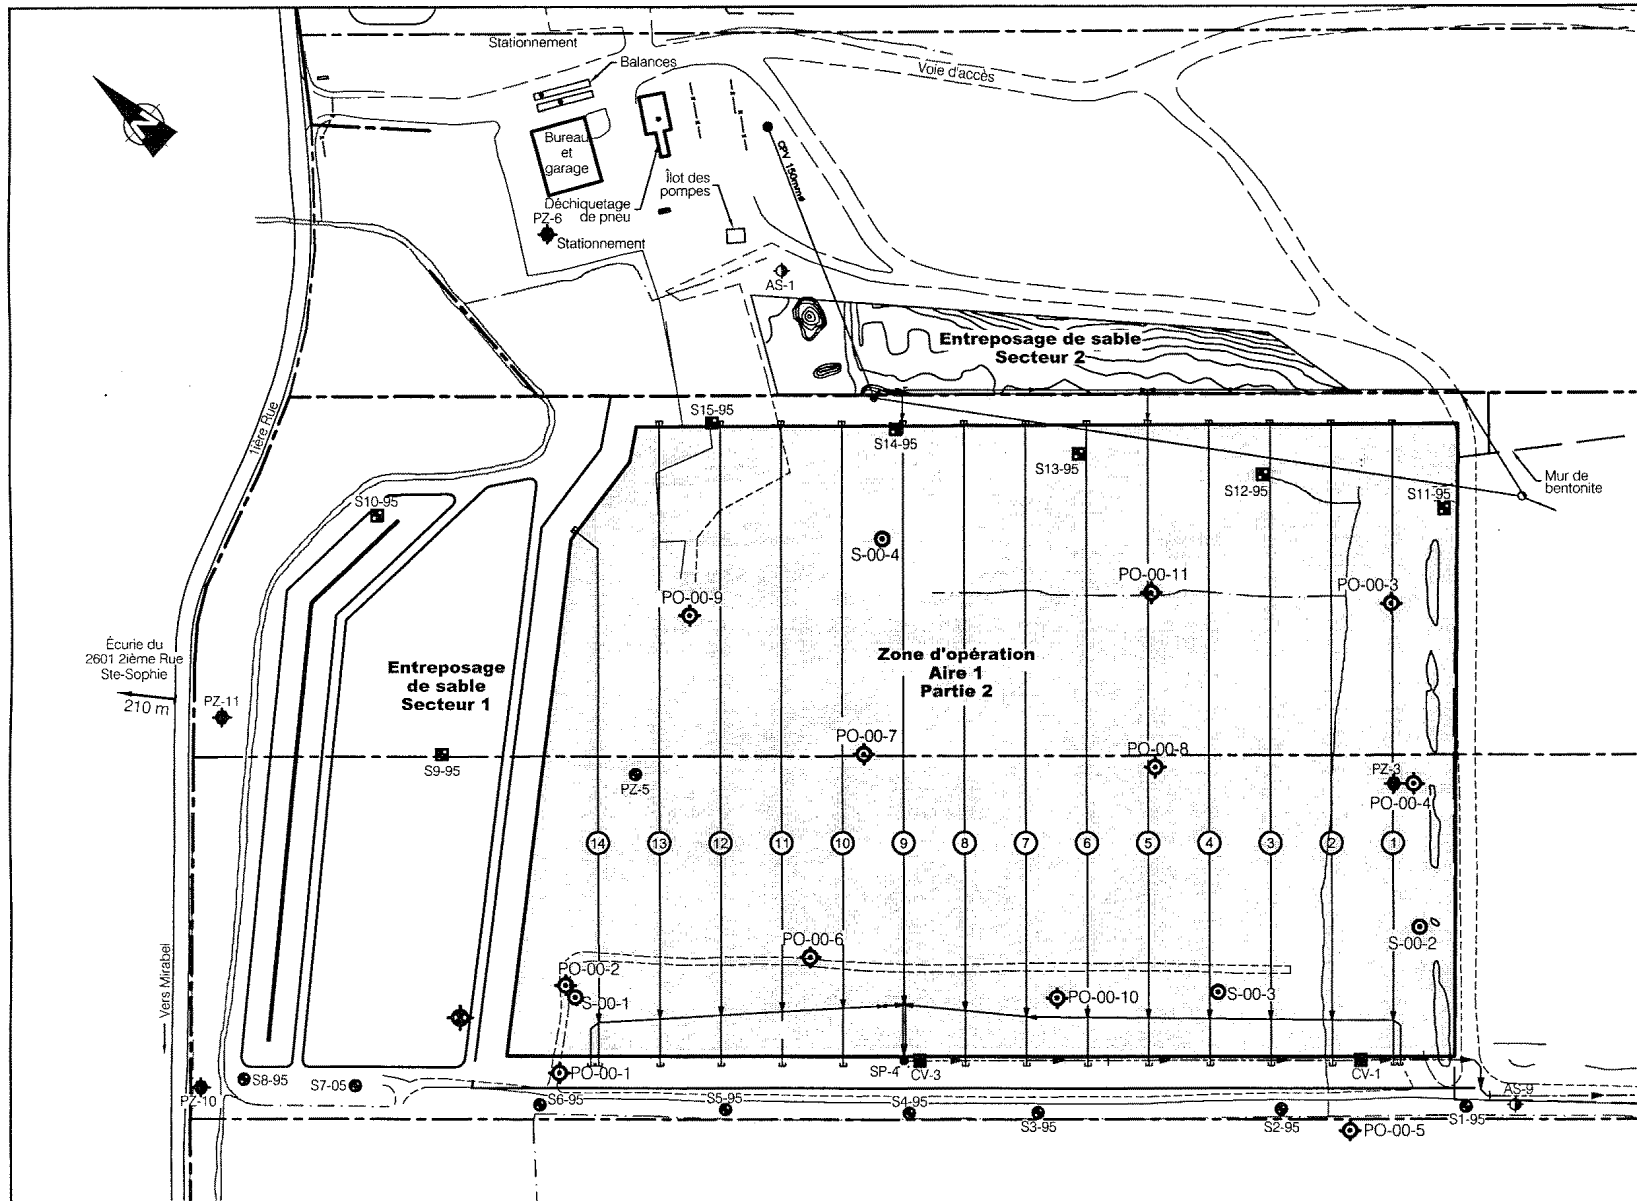 Stationnement
Balances
Voie d'accès
N
Bureau
et
garage
CPV 150mmø
Îlot des
pompes
Déchiquetage
de pneu
PZ-6
Stationnement
AS-1
Entreposage de sable
Secteur 2
1ière Rue
S15-95
S14-95
S13-95
S12-95
S11-95
Mur de
bentonite
S10-95
S-00-4
PO-00-11
PO-00-3
PO-00-9
Écurie du
2601 2ième Rue
Ste-Sophie
210 m
PZ-11
Entreposage
de sable
Secteur 1
Zone d'opération
Aire 1
Partie 2
PO-00-7
PO-00-8
S9-95
PZ-5
PZ-3
PO-00-4
14
13
12
11
10
9
8
7
6
5
4
3
2
1
S-00-2
PO-00-6
PO-00-2
S-00-1
PO-00-10
S-00-3
Vers Mirabel
SP-4
CV-3
CV-1
PO-00-1
S8-95
S7-05
PZ-10
S6-95
S5-95
S4-95
S3-95
S2-95
PO-00-5
S1-95
AS-9